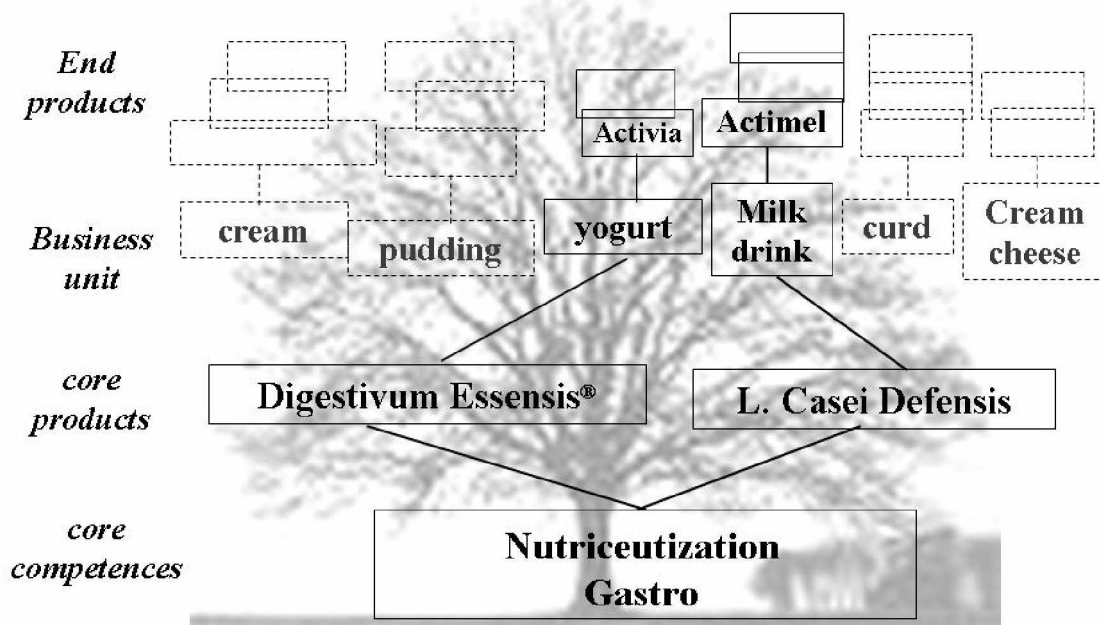 End
products
Activia
Actimel
Business
unit
cream
pudding
yogurt
Milk
drink
curd
Cream
cheese
core
products
Digestivum Essensis®
L. Casei Defensis
core
competences
Nutriceutization
Gastro